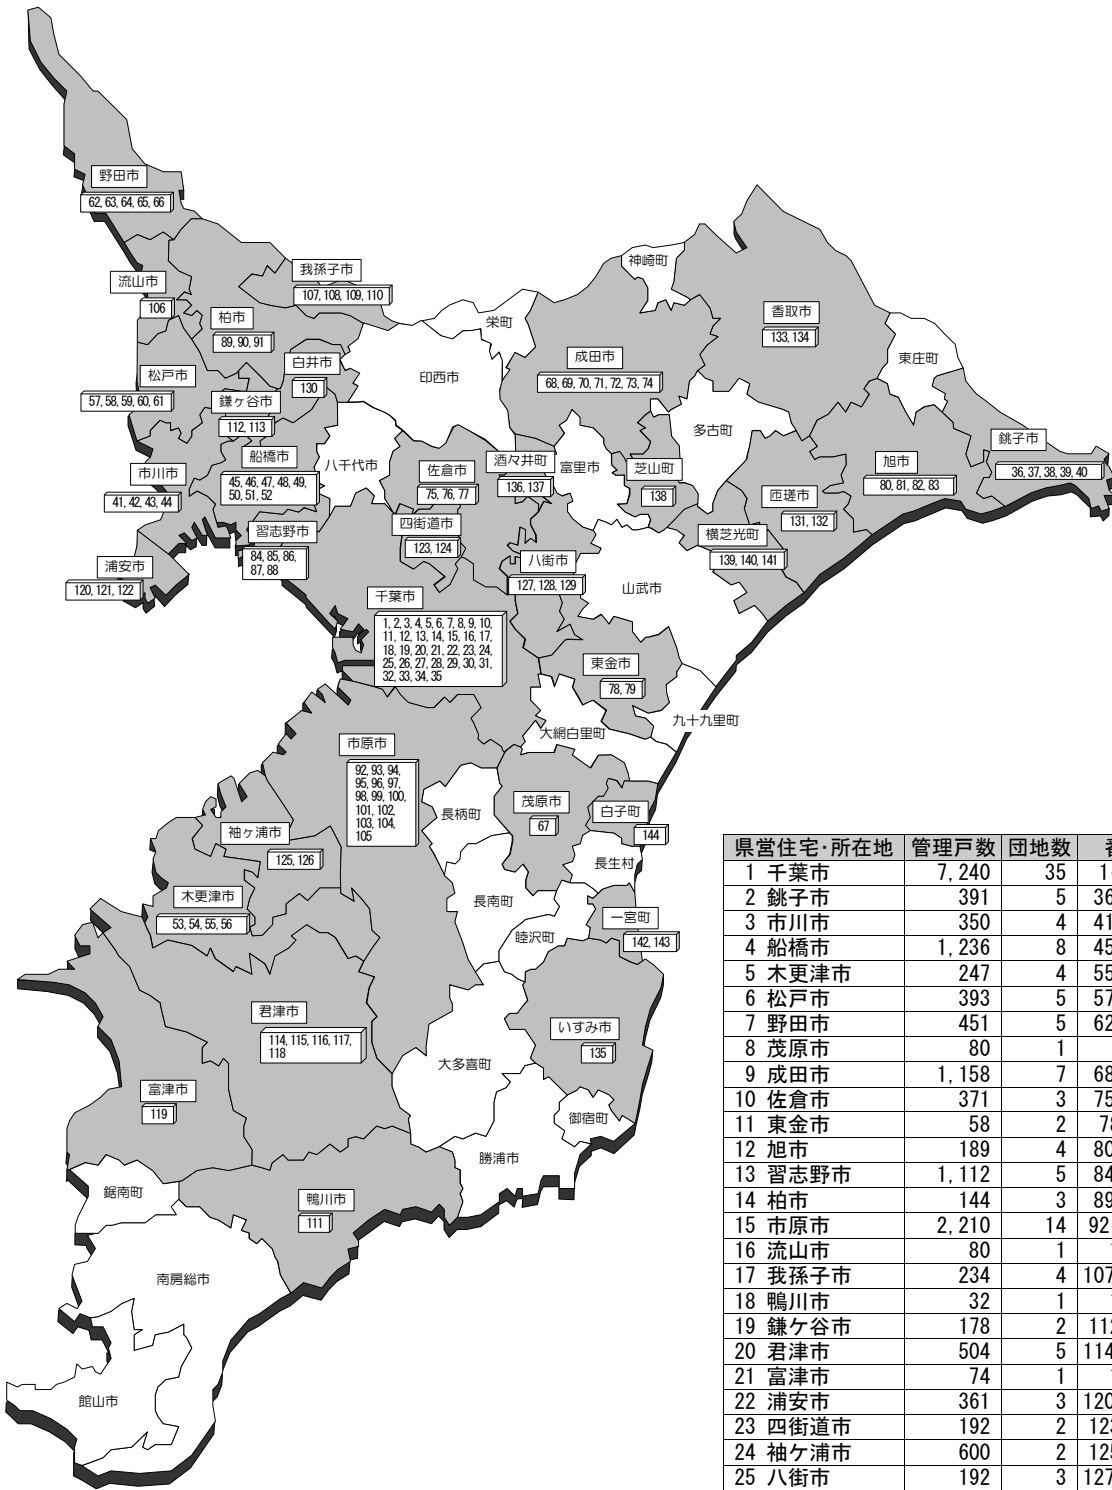 野田市
62, 63, 64, 65, 66
流山市
106
我孫子市
107, 108, 109, 110
柏市
89, 90, 91
松戸市
57, 58, 59, 60, 61
白井市
130
鎌ヶ谷市
112, 113
印西市
栄町
神崎町
成田市
68, 69, 70, 71, 72, 73, 74
香取市
133, 134
東庄町
銚子市
36, 37, 38, 39, 40
旭市
80, 81, 82, 83
多古町
匝瑳市
131, 132
市川市
41, 42, 43, 44
船橋市
45, 46, 47, 48, 49,
50, 51, 52
八千代市
佐倉市
75, 76, 77
酒々井町
136, 137
富里市
芝山町
138
横芝光町
139, 140, 141
浦安市
120, 121, 122
習志野市
84, 85, 86,
87, 88
四街道市
123, 124
八街市
127, 128, 129
山武市
千葉市
1, 2, 3, 4, 5, 6, 7, 8, 9, 10,
11, 12, 13, 14, 15, 16, 17,
18, 19, 20, 21, 22, 23, 24,
25, 26, 27, 28, 29, 30, 31,
32, 33, 34, 35
東金市
78, 79
九十九里町
大網白里町
市原市
92, 93, 94,
95, 96, 97,
98, 99, 100,
101, 102,
103, 104,
105
長柄町
茂原市
67
白子町
144
長生村
袖ヶ浦市
125, 126
木更津市
53, 54, 55, 56
長南町
睦沢町
一宮町
142, 143
君津市
114, 115, 116, 117,
118
いすみ市
135
大多喜町
御宿町
勝浦市
富津市
119
鋸南町
鴨川市
111
南房総市
館山市
県営住宅・所在地 管理戸数 団地数
1 千葉市 7,240 35 1
2 銚子市 391 5 36
3 市川市 350 4 41
4 船橋市 1,236 8 45
5 木更津市 247 4 55
6 松戸市 393 5 57
7 野田市 451 5 62
8 茂原市 80 1
9 成田市 1,158 7 68
10 佐倉市 371 3 75
11 東金市 58 2 78
12 旭市 189 4 80
13 習志野市 1,112 5 84
14 柏市 144 3 89
15 市原市 2,210 14 92
16 流山市 80 1
17 我孫子市 234 4 107
18 鴨川市 32 1
19 鎌ケ谷市 178 2 112
20 君津市 504 5 114
21 富津市 74 1
22 浦安市 361 3 120
23 四街道市 192 2 123
24 袖ケ浦市 600 2 125
25 八街市 192 3 127